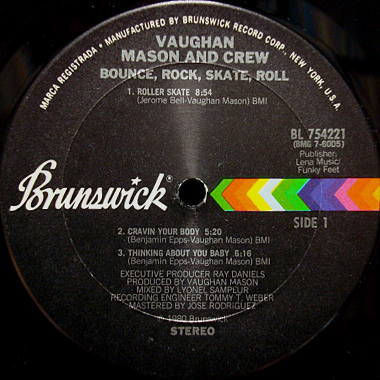 MARCA REGISTRADA • MANUFACTURED BY BRUNSWICK RECORD CORP. - NEW YORK, U.S.A.
VAUGHAN
MASON AND CREW
BOUNCE, ROCK, SKATE, ROLL
1. ROLLER SKATE 8:54
(Jerome Bell-Vaughan Mason) BMI
BL 754221
(BMG 7-6005)
Publisher:
Lena Music/
Funky Feet
Brunswick
SIDE 1
2. CRAVIN YOUR BODY 5:20
(Benjamin Epps-Vaughan Mason) BMI
3. THINKING ABOUT YOU BABY 6:16
(Benjamin Epps-Vaughan Mason) BMI
EXECUTIVE PRODUCER RAY DANIELS
PRODUCED BY VAUGHAN MASON
MIXED BY LYONEL SAMPLUR
RECORDING ENGINEER TOMMY T. WEBER
MASTERED BY JOSE RODRIGUEZ
© 1980 Brunswick
STEREO